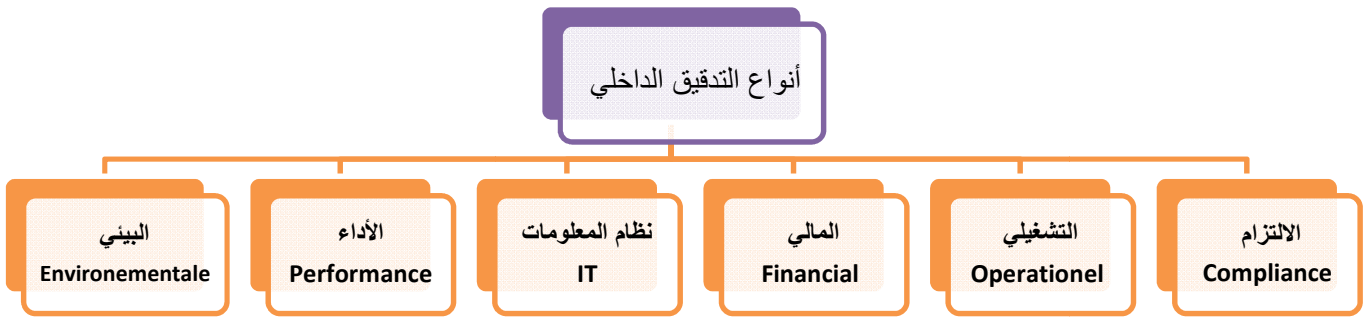 أنواع التدقيق الداخلي
الالتزام
Compliance
التشغيلي
Operationel
المالي
Financial
نظام المعلومات
IT
الأداء
Performance
البيئي
Environementale